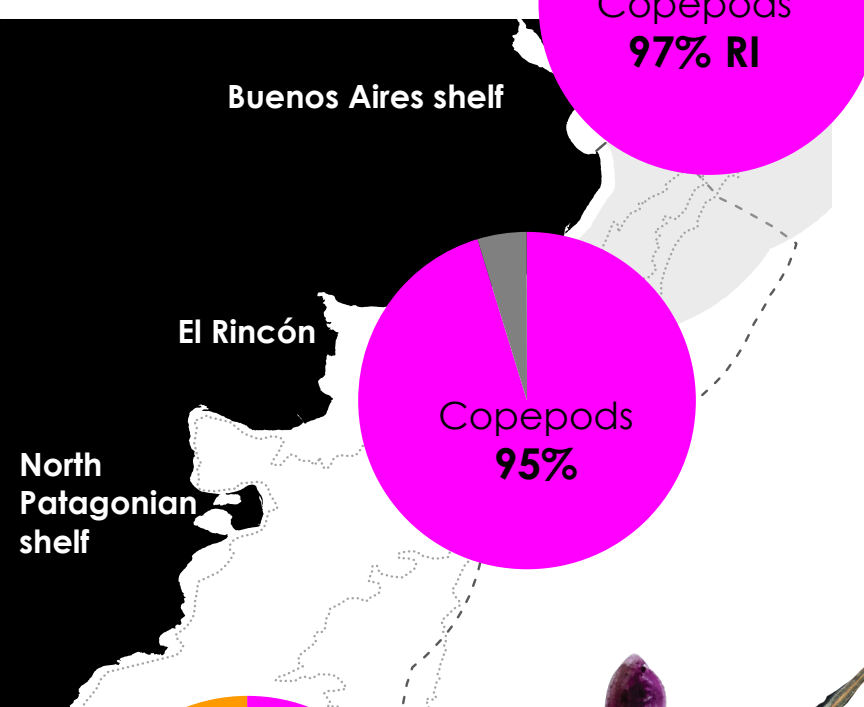 Copepods
97% RI
Buenos Aires shelf
El Rincón
Copepods
95%
North
Patagonian
shelf